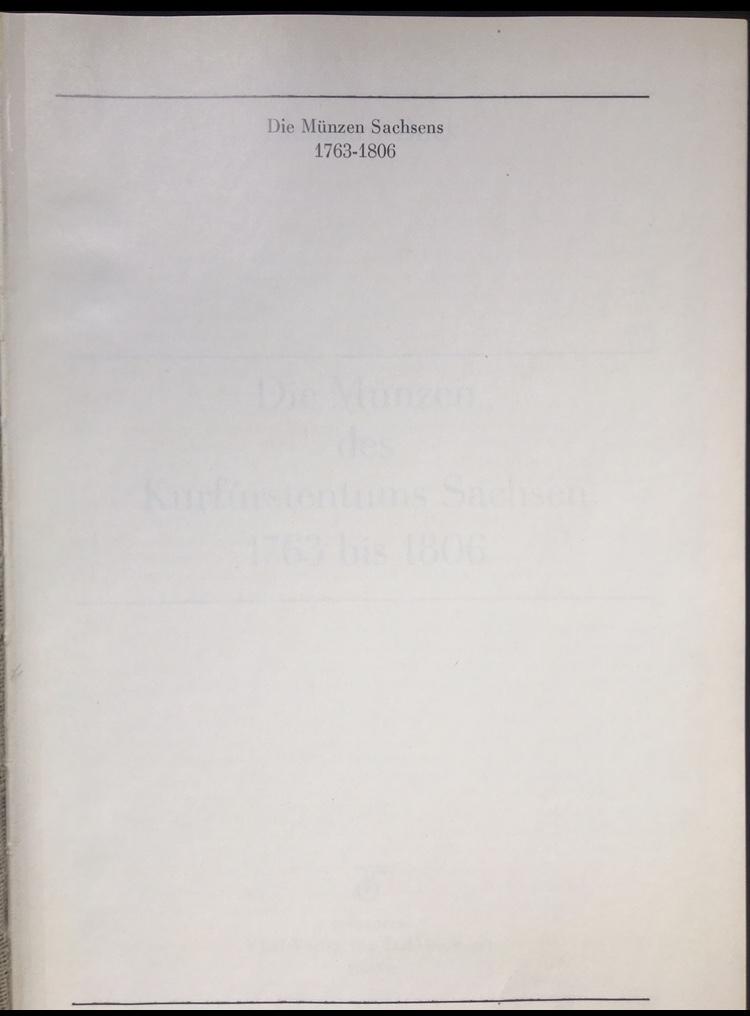 Die Münzen Sachsens
1763-1806
Die Münzen
des
Kurfürstentums Sachsen
1763 bis 1806